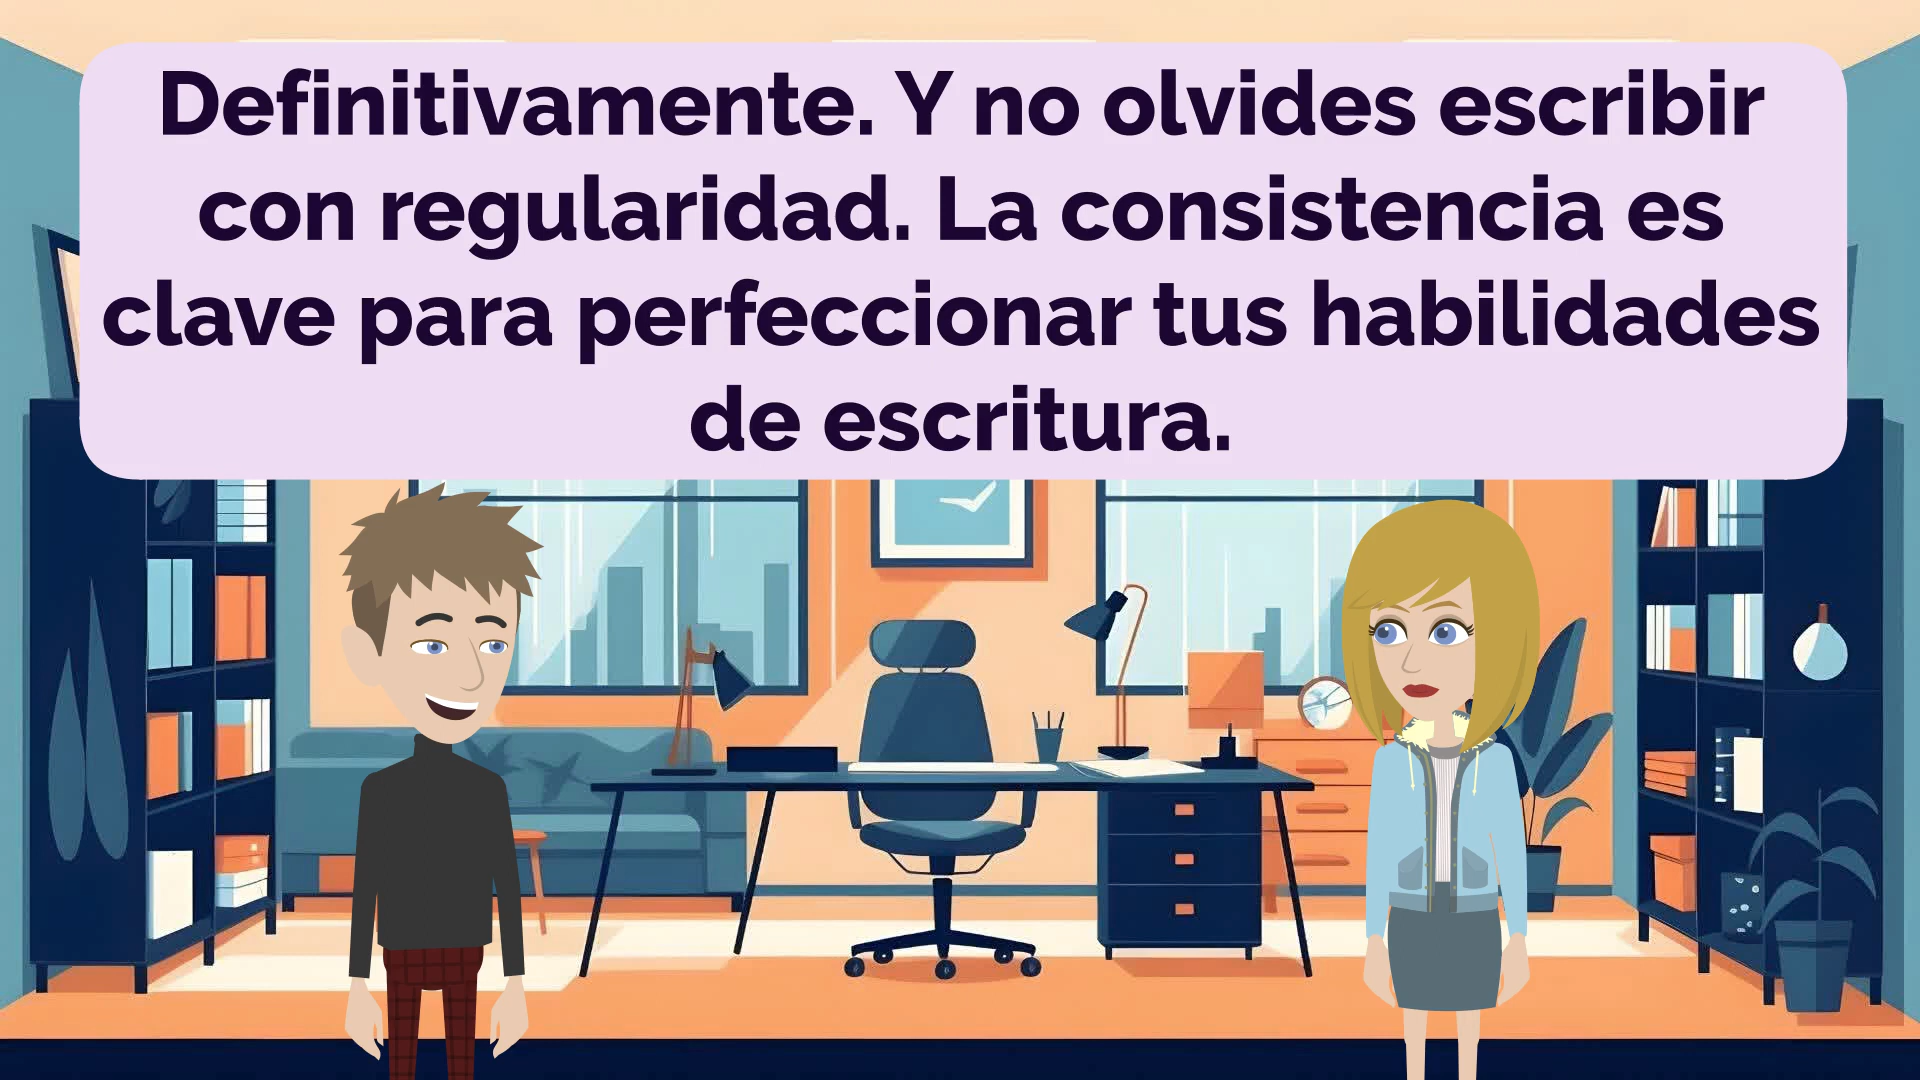 Definitivamente. Y no olvides escribir
con regularidad. La consistencia es
clave para perfeccionar tus habilidades
de escritura.